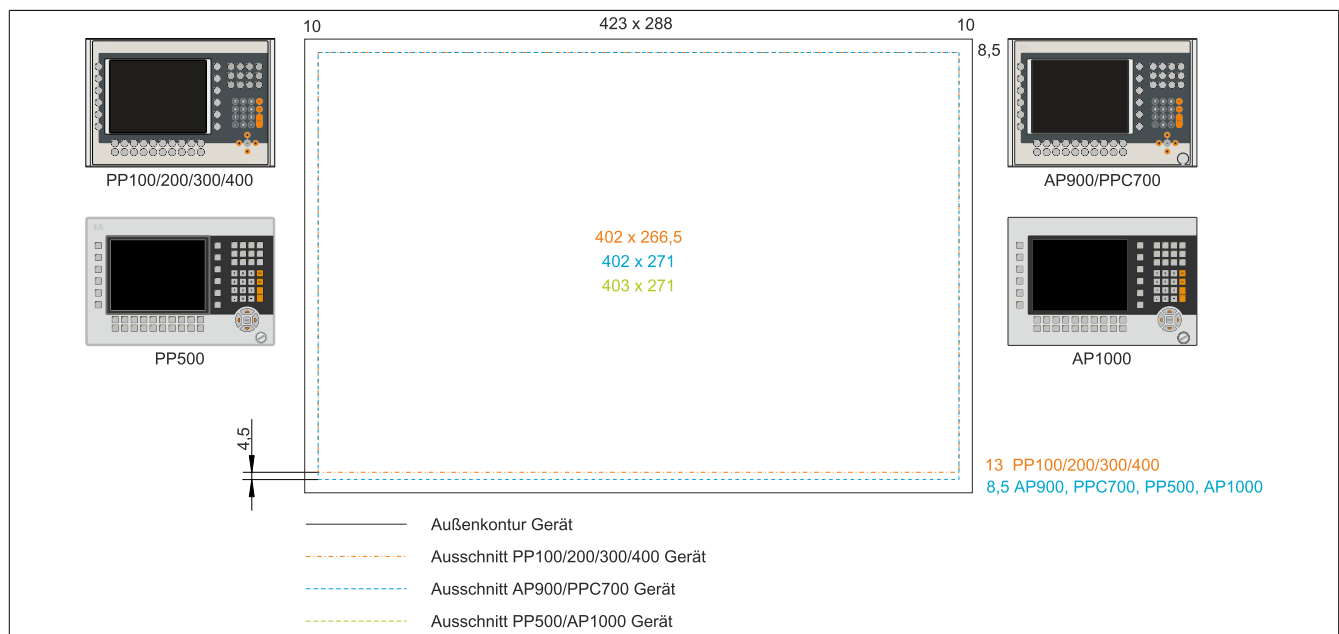 10
423 x 288
10
8,5
PP100/200/300/400
AP900/PPC700
402 x 266,5
402 x 271
403 x 271
PP500
AP1000
4,5
13 PP100/200/300/400
8,5 AP900, PPC700, PP500, AP1000
Außenkontur Gerät
Ausschnitt PP100/200/300/400 Gerät
Ausschnitt AP900/PPC700 Gerät
Ausschnitt PP500/AP1000 Gerät